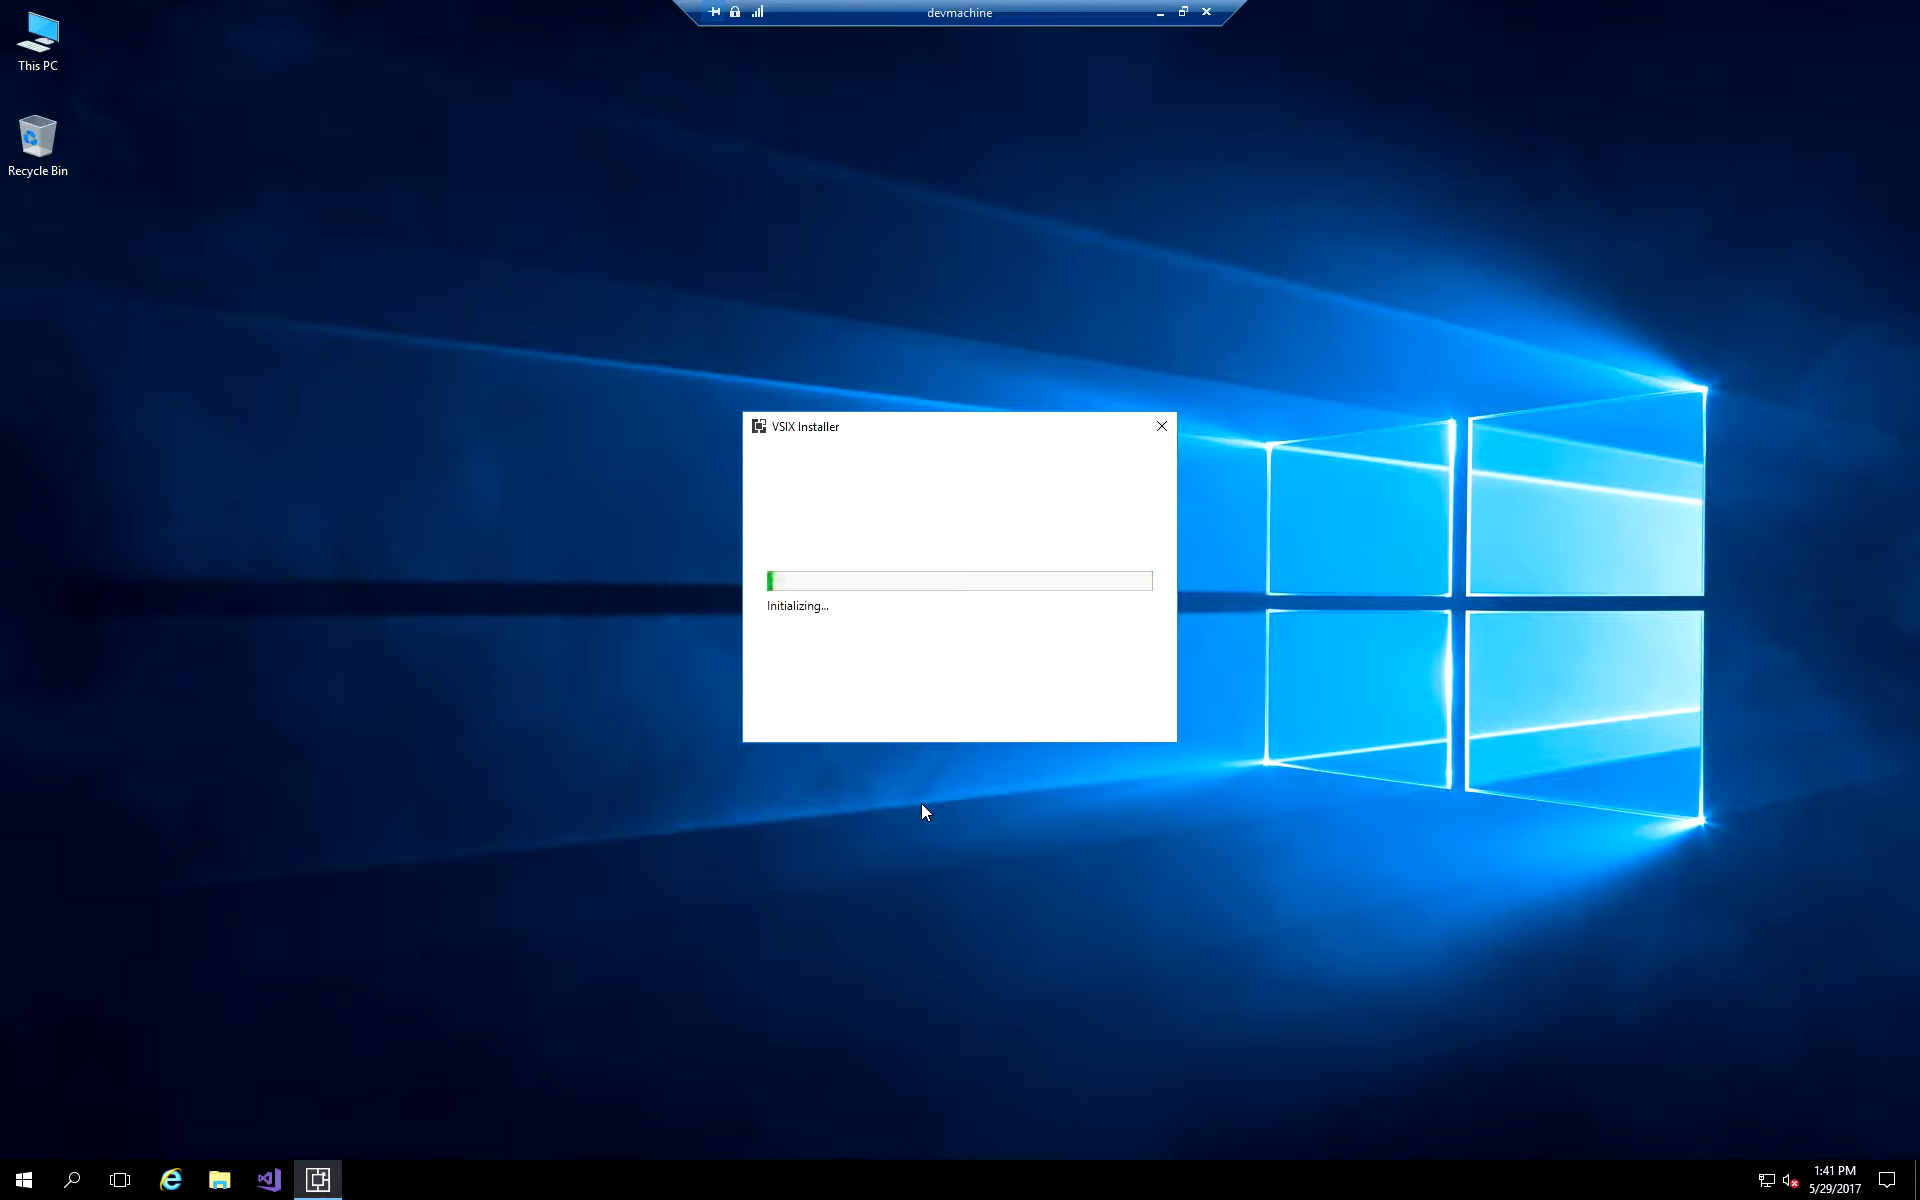 devmachine
This PC
Recycle Bin
VSIX Installer
Initializing...
1:41 PM
5/29/2017